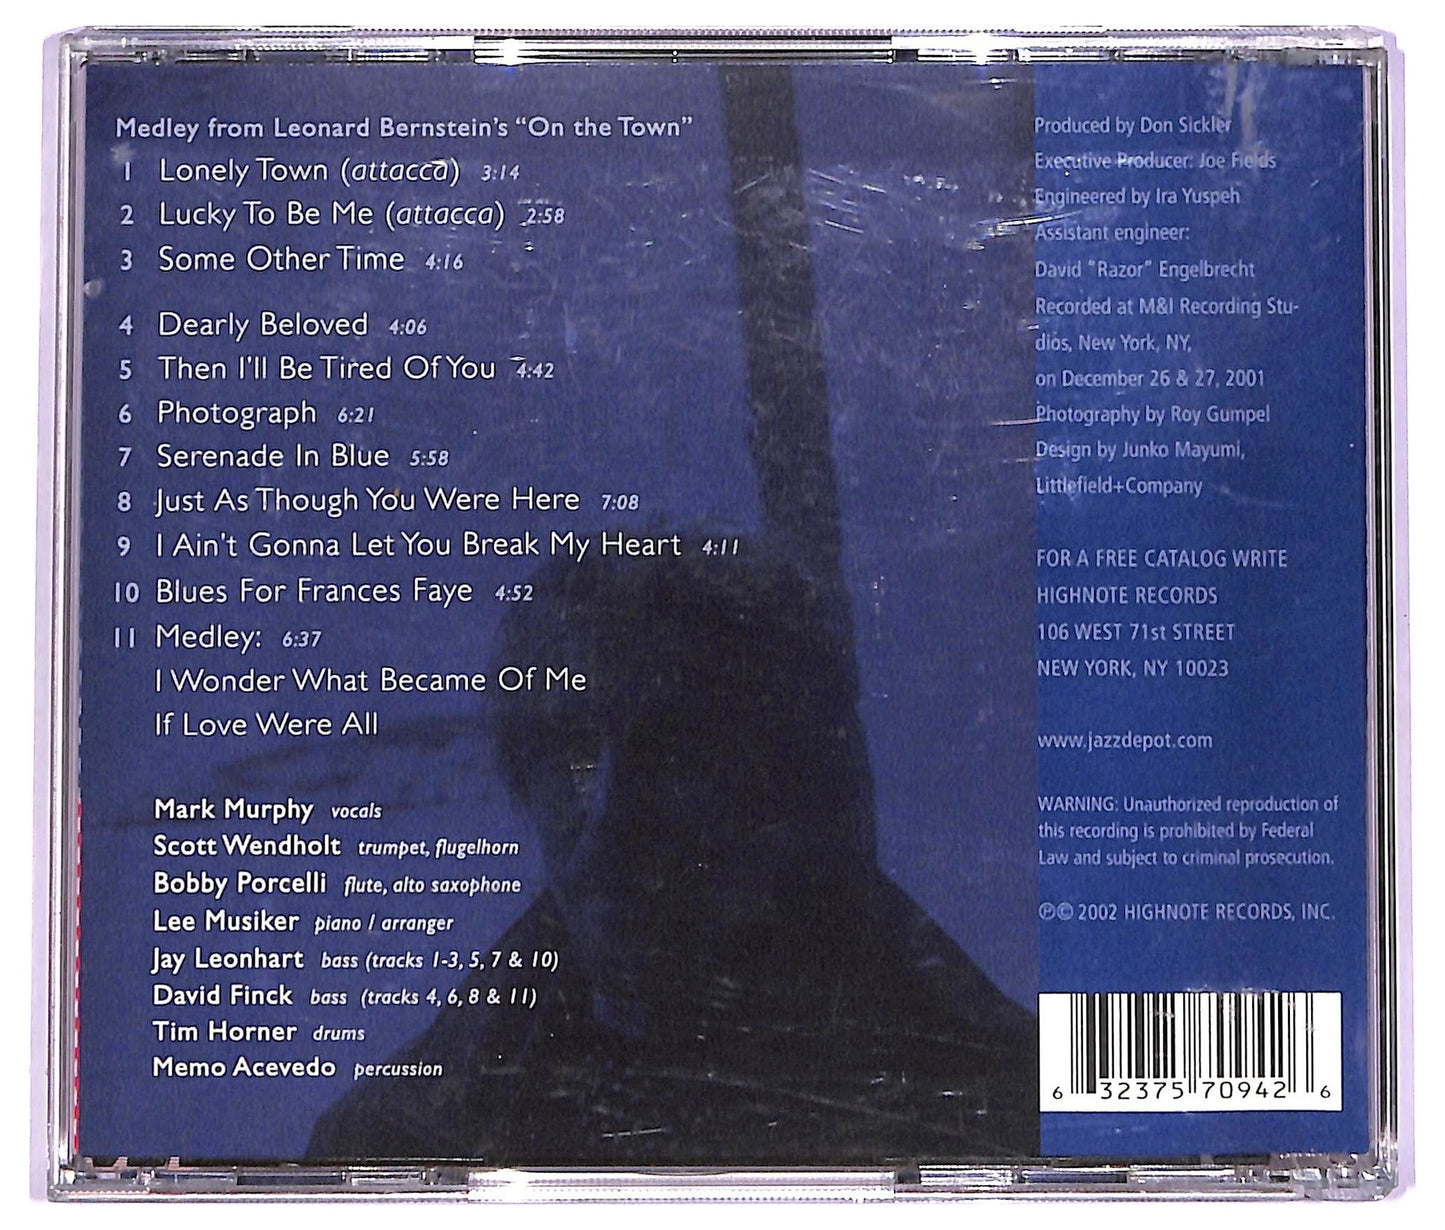 Medley from Leonard Bernstein's "On the Town"
1 Lonely Town (attacca) 3:14
2 Lucky To Be Me (attacca) 2:58
3 Some Other Time 4:16
4 Dearly Beloved 4:06
5 Then I'll Be Tired Of You 4:42
6 Photograph 6:21
7 Serenade In Blue 5:58
8 Just As Though You Were Here 7:08
9 I Ain't Gonna Let You Break My Heart 4:11
10 Blues For Frances Faye 4:52
11 Medley: 6:37
I Wonder What Became Of Me
If Love Were All
Mark Murphy vocals
Scott Wendholt trumpet, flugelhorn
Bobby Porcelli flute, alto saxophone
Lee Musiker piano / arranger
Jay Leonhart bass (tracks 1-3, 5, 7 & 10)
David Finck bass (tracks 4, 6, 8 & 11)
Tim Horner drums
Memo Acevedo percussion
Produced by Don Sickler
Executive Producer: Joe Fields
Engineered by Ira Yuspeh
Assistant engineer:
David "Razor" Engelbrecht
Recorded at M&I Recording Stu-
dios, New York, NY,
on December 26 & 27, 2001
Photography by Roy Gumpel
Design by Junko Mayumi,
Littlefield+Company
FOR A FREE CATALOG WRITE
HIGHNOTE RECORDS
106 WEST 71st STREET
NEW YORK, NY 10023
www.jazzdepot.com
WARNING: Unauthorized reproduction of
this recording is prohibited by Federal
Law and subject to criminal prosecution.
℗© 2002 HIGHNOTE RECORDS, INC.
6 32375 70942 6